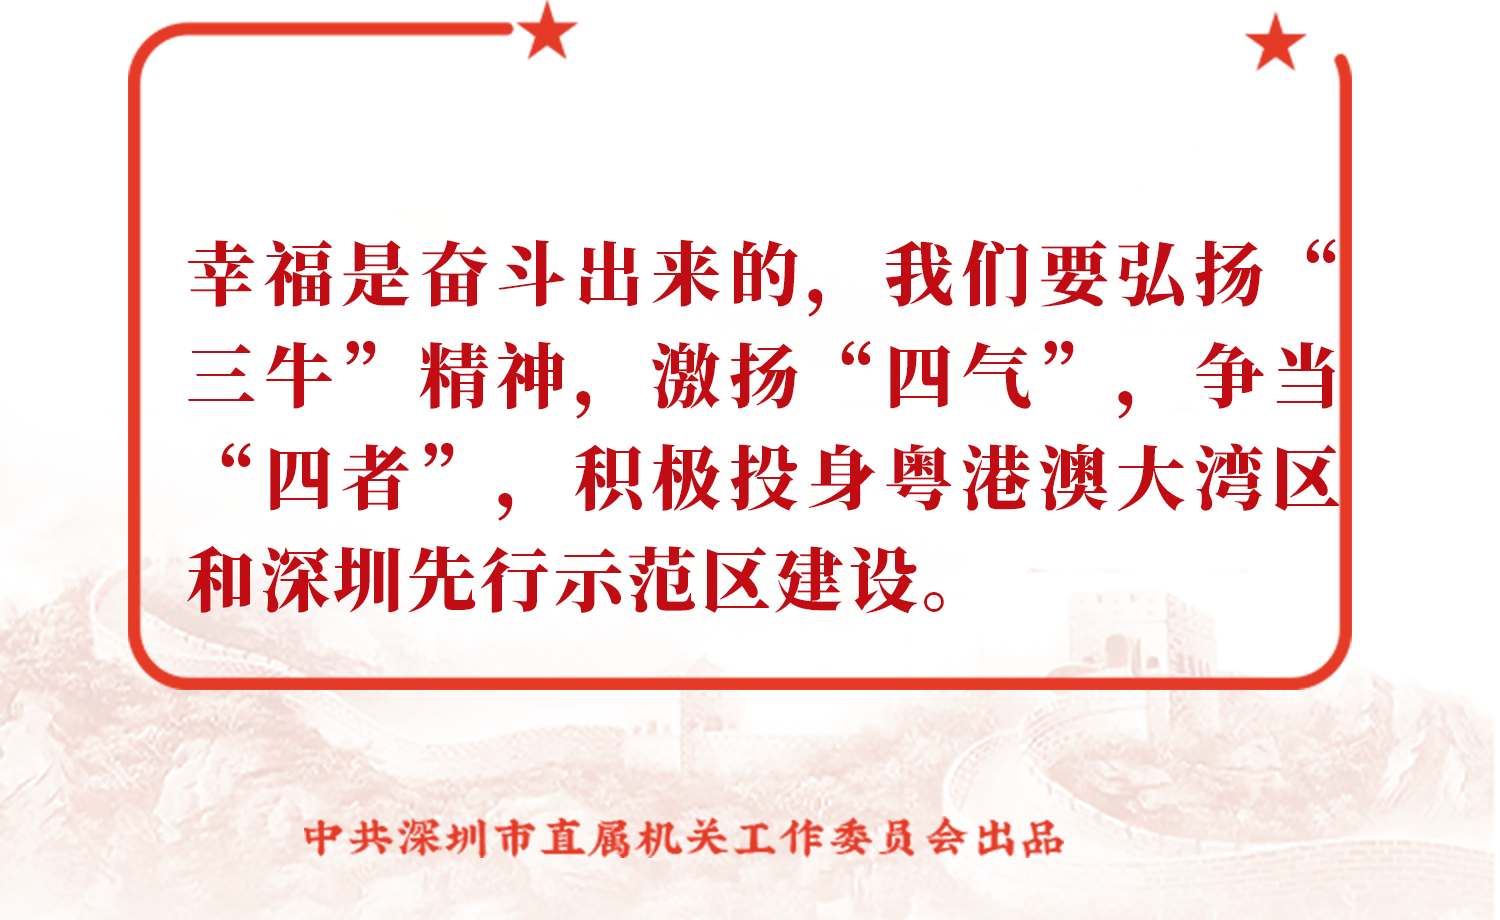 幸福是奋斗出来的，我们要弘扬“
三牛”精神，激扬“四气”，争当
“四者”，积极投身粤港澳大湾区
和深圳先行示范区建设。
中共深圳市直属机关工作委员会出品